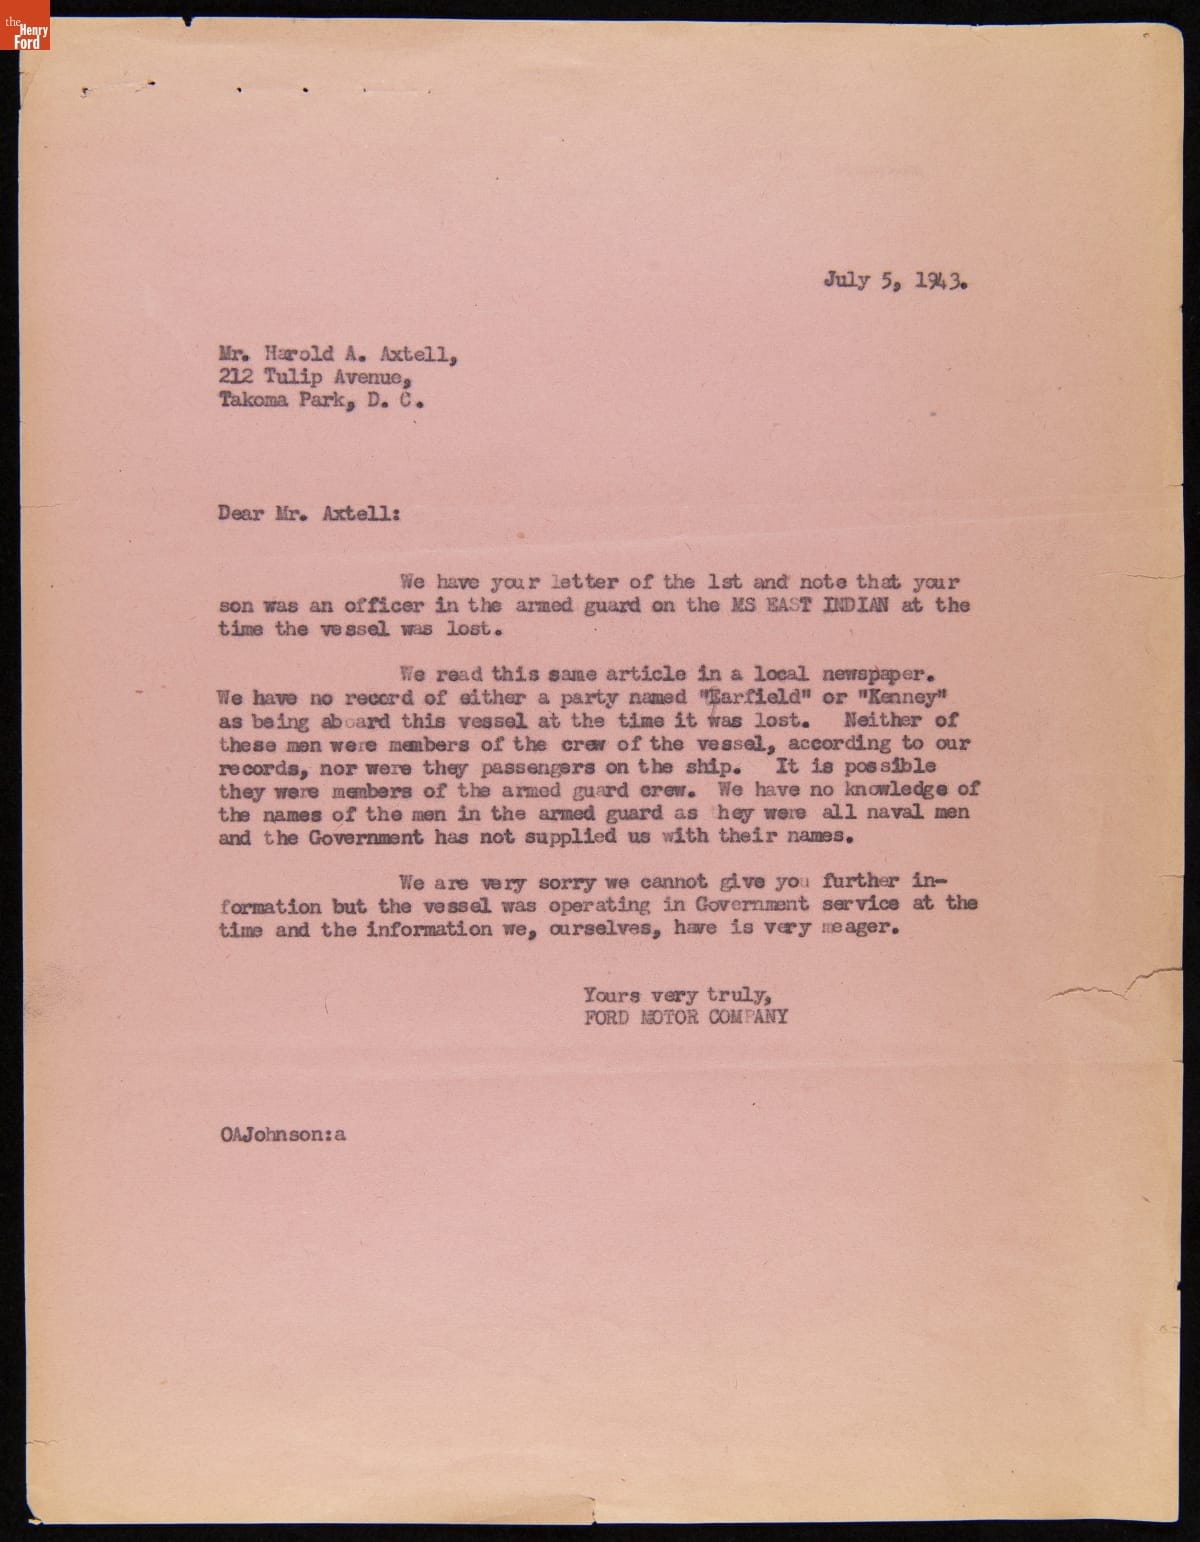 the
Henry
Ford
July 5, 1943.
Mr. Harold A. Axtell,
212 Tulip Avenue,
Takoma Park, D. C.
Dear Mr. Axtell:
We have your letter of the 1st and note that your
son was an officer in the armed guard on the MS EAST INDIAN at the
time the vessel was lost.
We read this same article in a local newspaper.
We have no record of either a party named "Barfield" or "Kenney"
as being aboard this vessel at the time it was lost. Neither of
these men were members of the crew of the vessel, according to our
records, nor were they passengers on the ship. It is possible
they were members of the armed guard crew. We have no knowledge of
the names of the men in the armed guard as they were all naval men
and the Government has not supplied us with their names.
We are very sorry we cannot give you further in-
formation but the vessel was operating in Government service at the
time and the information we, ourselves, have is very meager.
Yours very truly,
FORD MOTOR COMPANY
OAJohnson:a